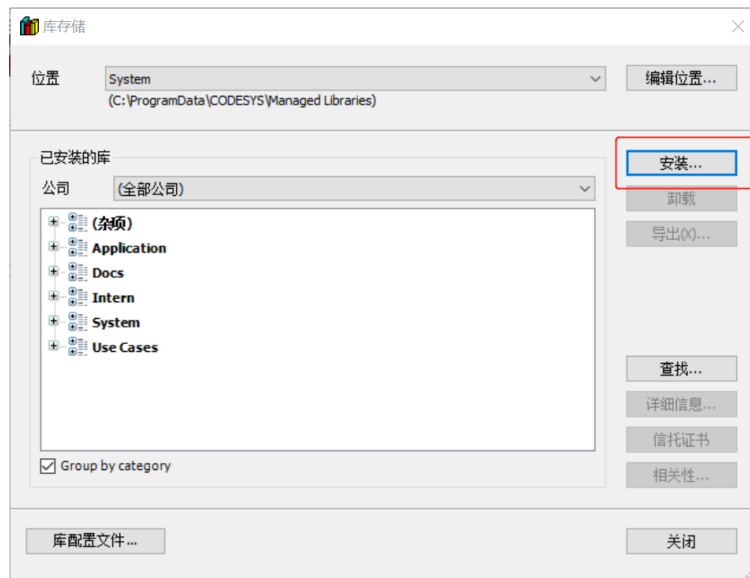 库存储
位置
System
编辑位置...
(C:\ProgramData\CODESYS\Managed Libraries)
已安装的库
安装...
公司
(全部公司)
卸载
(杂项)
导出(X)...
Application
Docs
Intern
System
Use Cases
查找...
详细信息...
信托证书
Group by category
相关性...
库配置文件...
关闭